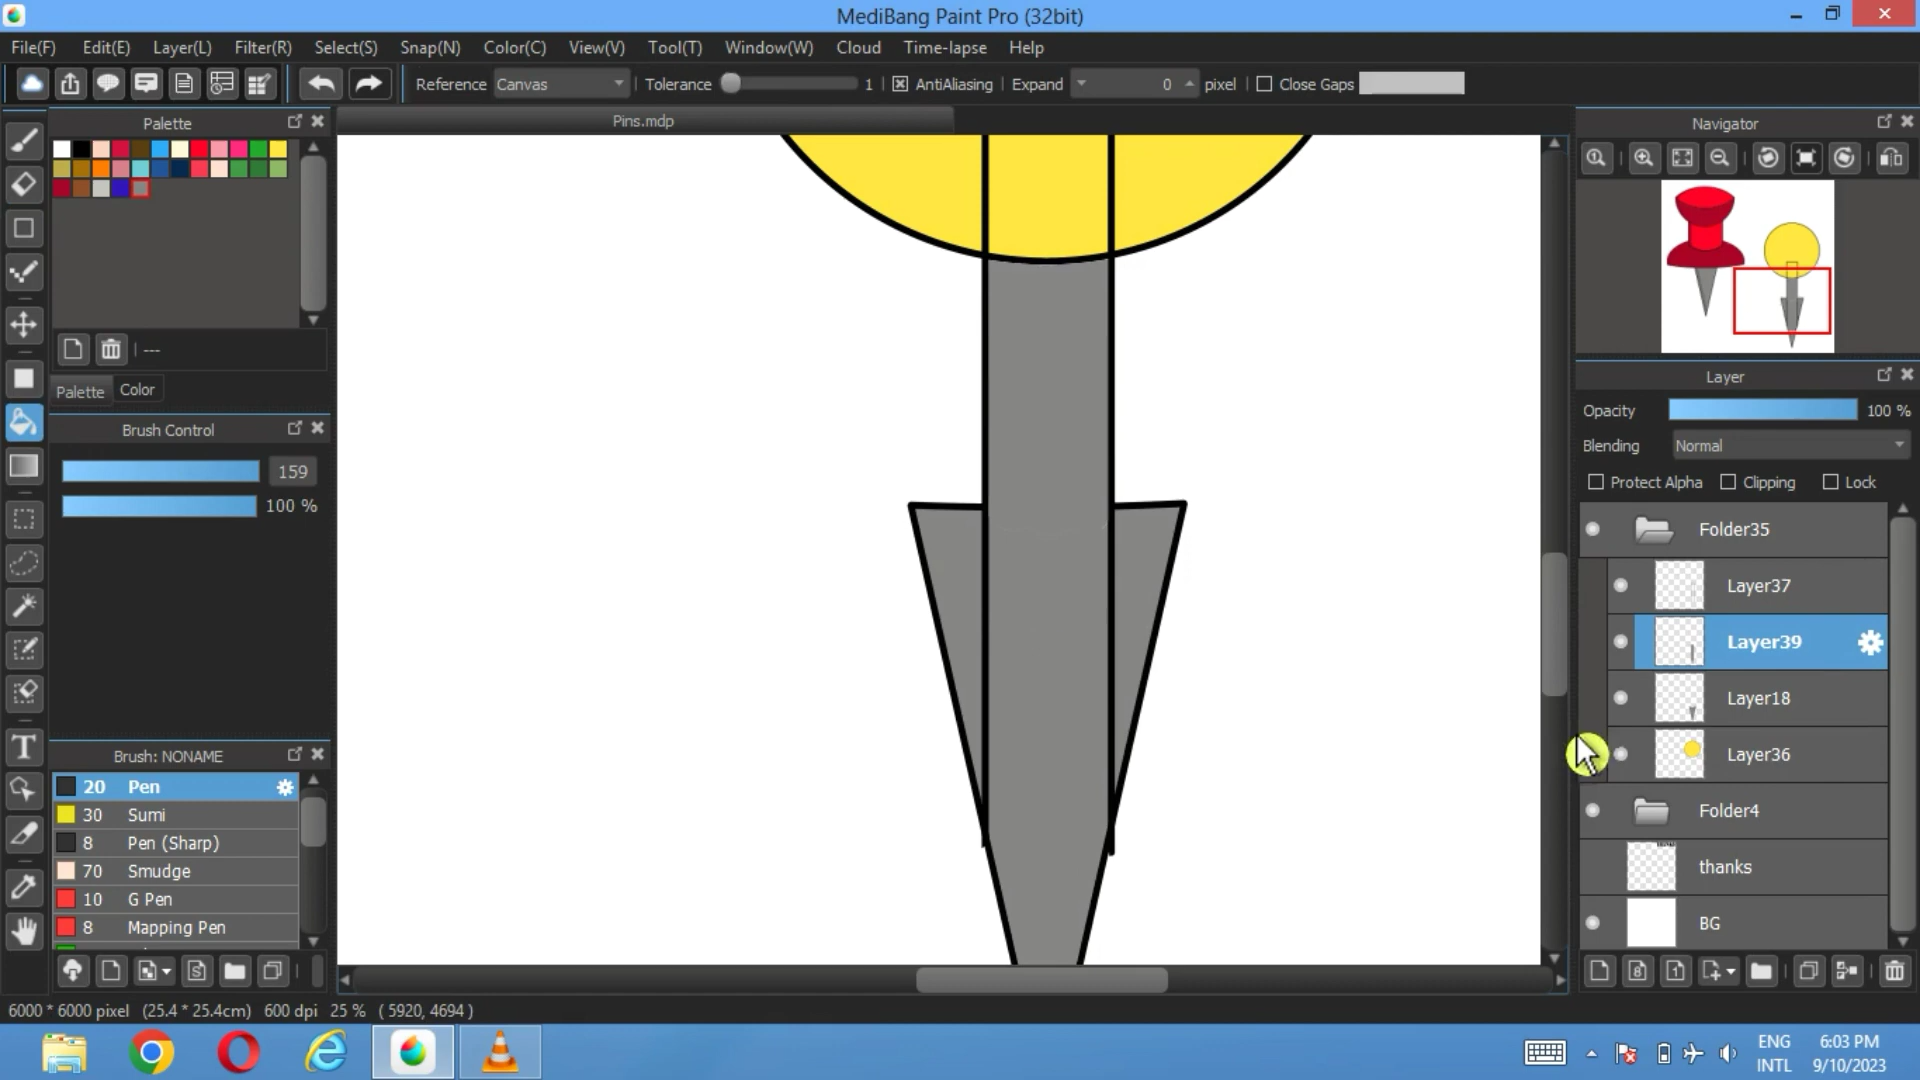 MediBang Paint Pro (32bit)
File(F) Edit(E) Layer(L) Filter(R) Select(S) Snap(N) Color(C) View(V) Tool(T) Window(W) Cloud Time-lapse Help
Reference Canvas Tolerance 1 AntiAliasing Expand 0 pixel Close Gaps
Palette
Pins.mdp
Navigator
---
Palette Color
Brush Control
159
100 %
Brush: NONAME
20 Pen
30 Sumi
8 Pen (Sharp)
70 Smudge
10 G Pen
8 Mapping Pen
Layer
Opacity 100 %
Blending Normal
Protect Alpha Clipping Lock
Folder35
Layer37
Layer39
Layer18
Layer36
Folder4
thanks
BG
6000 * 6000 pixel (25.4 * 25.4cm) 600 dpi 25 % ( 5920, 4694 )
ENG 6:03 PM
INTL 9/10/2023